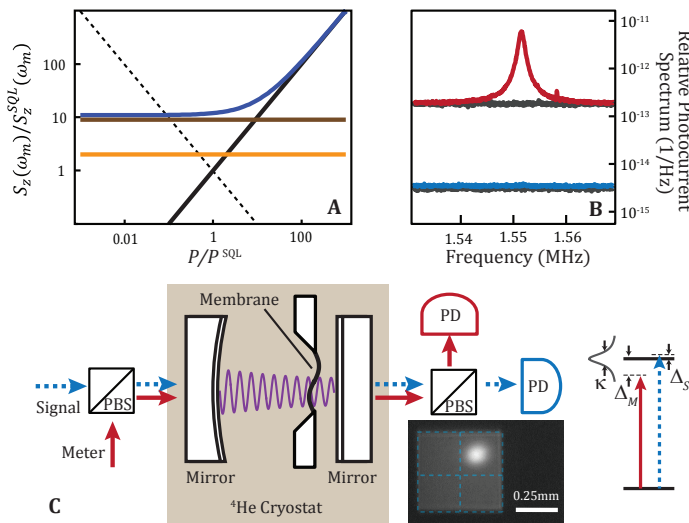 S_z(ω_m)/S_z^SQL(ω_m)
100
10
1
0.01
1
100
P/P^SQL
A
B
10^-11
10^-12
10^-13
10^-14
10^-15
Relative Photocurrent
Spectrum (1/Hz)
1.54
1.55
1.56
Frequency (MHz)
Membrane
PD
Signal
PBS
PBS
PD
κ
Δ_M
Δ_S
Meter
Mirror
Mirror
0.25mm
C
⁴He Cryostat